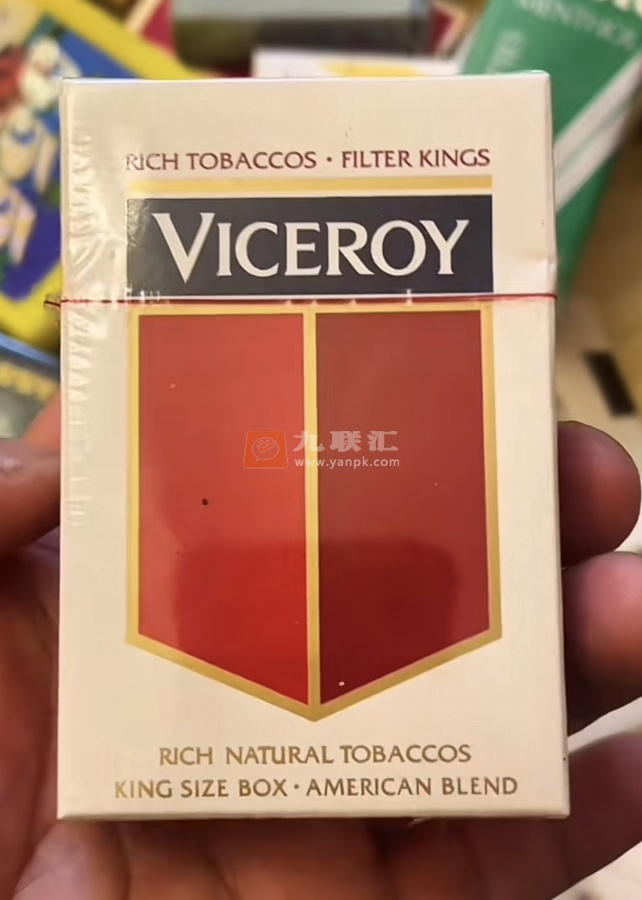 MENTHOL
RICH TOBACCOS · FILTER KINGS
VICEROY
九联汇
www.yanpk.com
RICH NATURAL TOBACCOS
KING SIZE BOX · AMERICAN BLEND